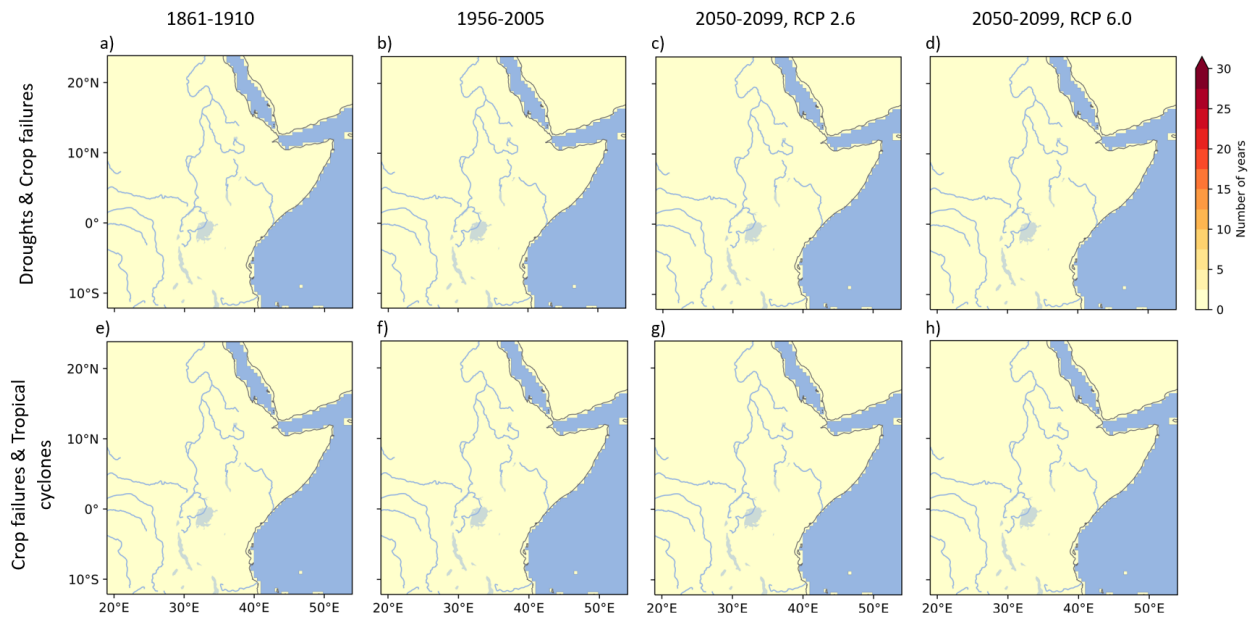 1861-1910
1956-2005
2050-2099, RCP 2.6
2050-2099, RCP 6.0
a)
b)
c)
d)
Droughts & Crop failures
20°N
10°N
0°
10°S
30
25
20
15
10
5
0
Number of years
e)
f)
g)
h)
Crop failures & Tropical
cyclones
20°N
10°N
0°
10°S
20°E 30°E 40°E 50°E
20°E 30°E 40°E 50°E
20°E 30°E 40°E 50°E
20°E 30°E 40°E 50°E